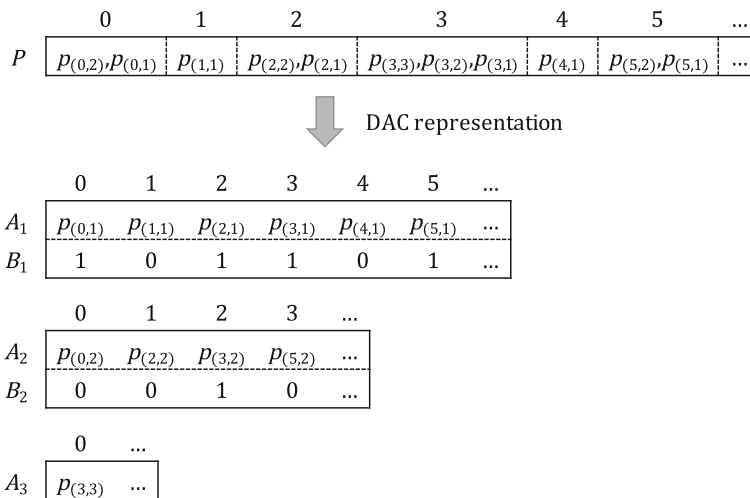 0 1 2 3 4 5 ...
P p(0,2),p(0,1) p(1,1) p(2,2),p(2,1) p(3,3),p(3,2),p(3,1) p(4,1) p(5,2),p(5,1) ...
DAC representation
0 1 2 3 4 5 ...
A1 p(0,1) p(1,1) p(2,1) p(3,1) p(4,1) p(5,1) ...
B1 1 0 1 1 0 1 ...
0 1 2 3 ...
A2 p(0,2) p(2,2) p(3,2) p(5,2) ...
B2 0 0 1 0 ...
0 ...
A3 p(3,3) ...